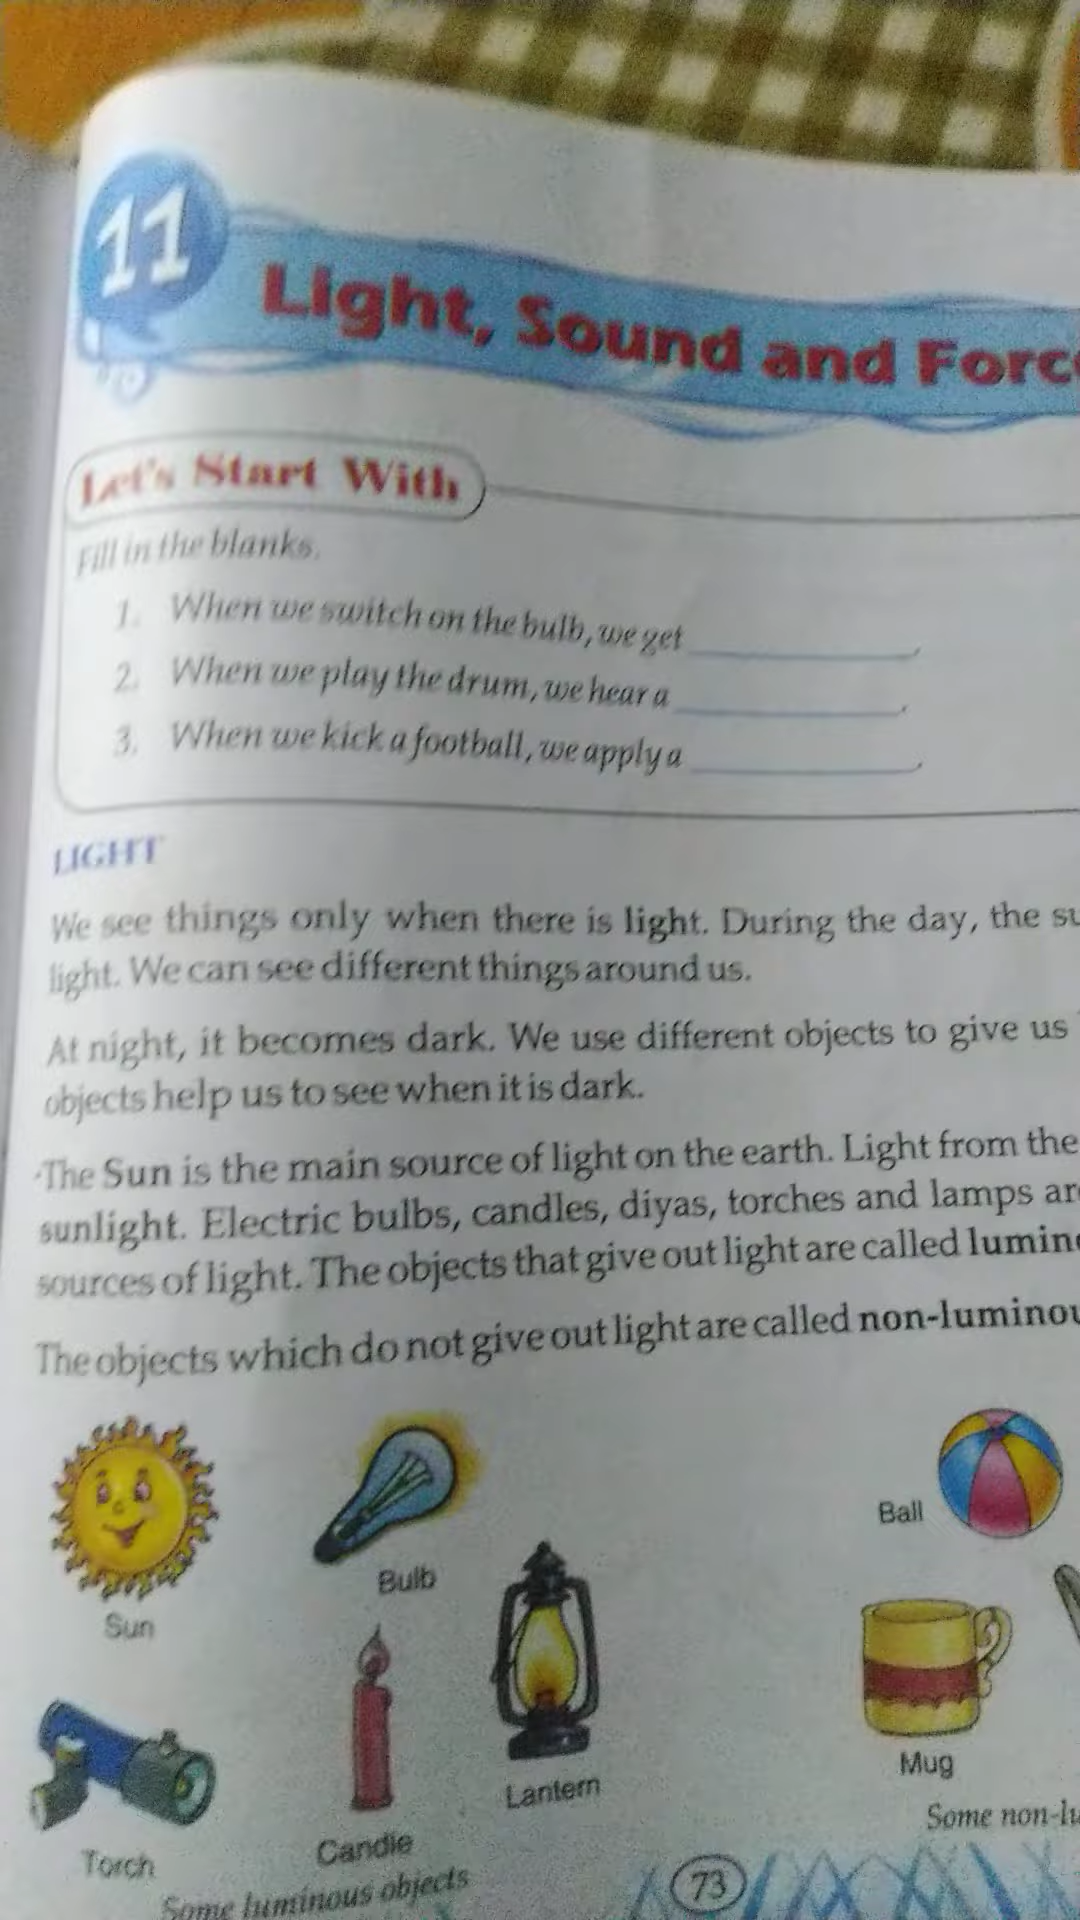 11
Light, Sound and Forc
Let's Start With
Fill in the blanks.
1. When we switch on the bulb, we get ________.
2. When we play the drum, we hear a ________.
3. When we kick a football, we apply a ________.
LIGHT
We see things only when there is light. During the day, the su
light. We can see different things around us.
At night, it becomes dark. We use different objects to give us
objects help us to see when it is dark.
The Sun is the main source of light on the earth. Light from the
sunlight. Electric bulbs, candles, diyas, torches and lamps ar
sources of light. The objects that give out light are called lumin
The objects which do not give out light are called non-luminou
Ball
Bulb
Sun
Mug
Lantern
Candle
Torch
Some non-lu
Some luminous objects
73